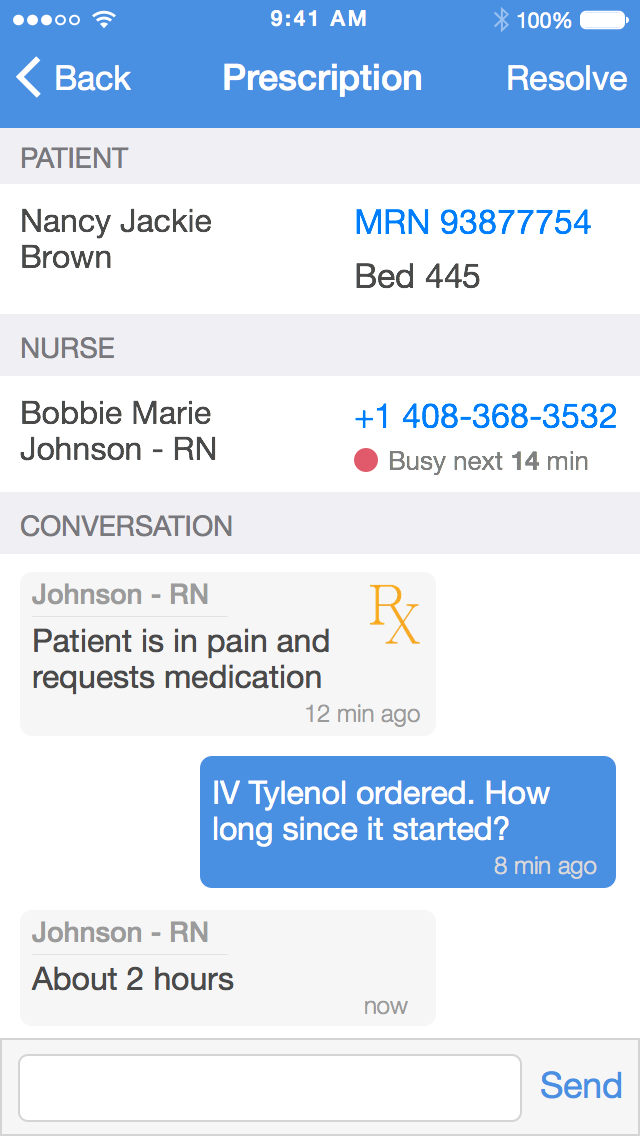 9:41 AM 100%
Back Prescription Resolve
PATIENT
Nancy Jackie MRN 93877754
Brown
Bed 445
NURSE
Bobbie Marie +1 408-368-3532
Johnson - RN
Busy next 14 min
CONVERSATION
Johnson - RN
Rx
Patient is in pain and
requests medication
12 min ago
IV Tylenol ordered. How
long since it started?
8 min ago
Johnson - RN
About 2 hours
now
Send